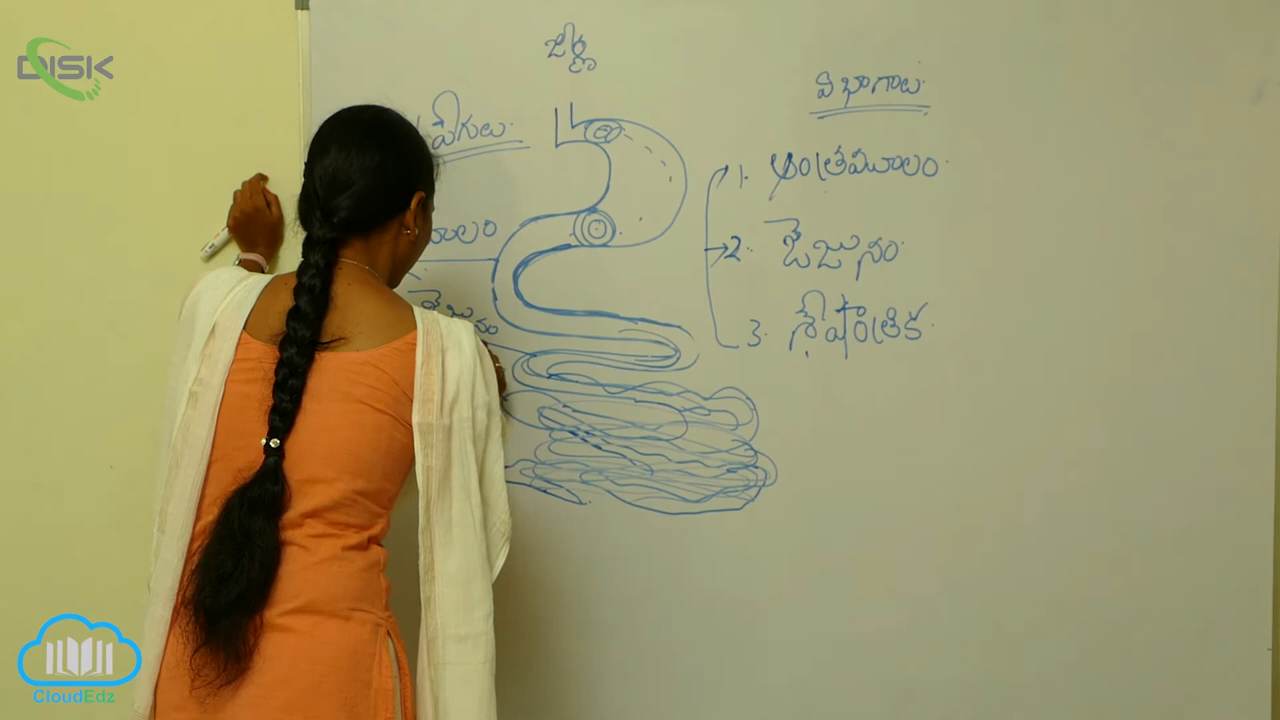 DISK
జీర్ణ
పేగులు.
విభాగాలు.
1. ఆంత్రమూలం.
2. జెజునం.
3. శేషాంత్రిక.
CloudEdz